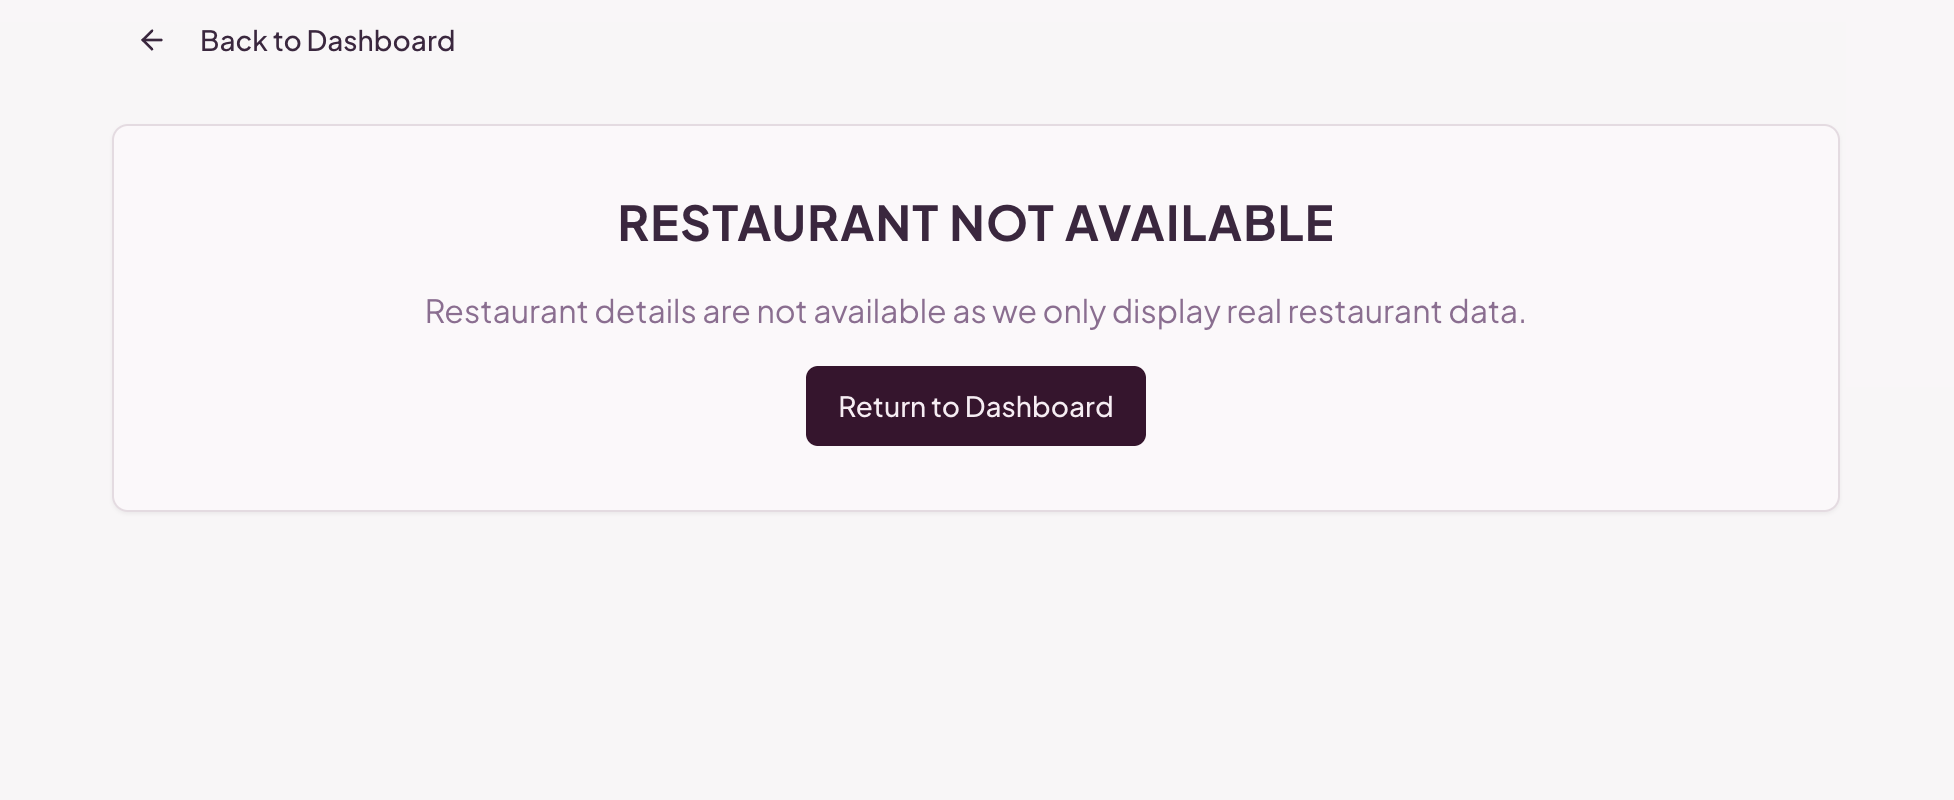 Back to Dashboard
RESTAURANT NOT AVAILABLE
Restaurant details are not available as we only display real restaurant data.
Return to Dashboard